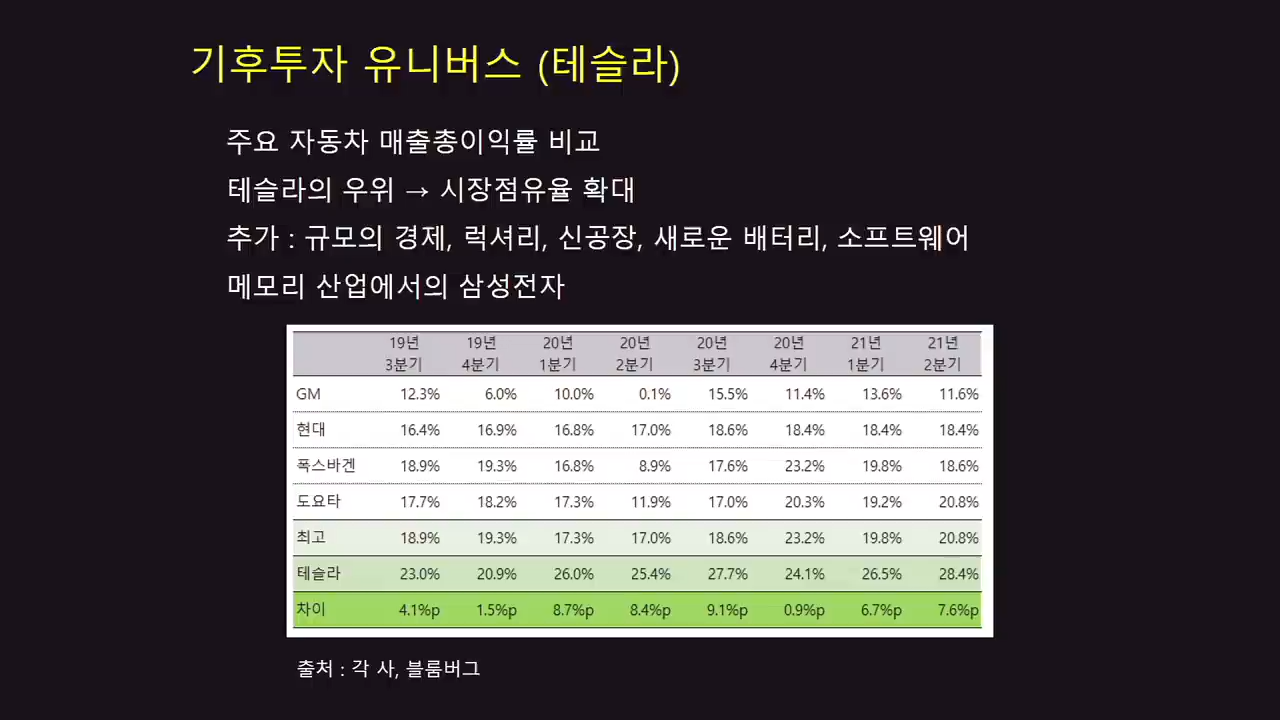 기후투자 유니버스 (테슬라)
주요 자동차 매출총이익률 비교
테슬라의 우위 → 시장점유율 확대
추가 : 규모의 경제, 럭셔리, 신공장, 새로운 배터리, 소프트웨어
메모리 산업에서의 삼성전자
19년 19년 20년 20년 20년 20년 21년 21년
3분기 4분기 1분기 2분기 3분기 4분기 1분기 2분기
GM 12.3% 6.0% 10.0% 0.1% 15.5% 11.4% 13.6% 11.6%
현대 16.4% 16.9% 16.8% 17.0% 18.6% 18.4% 18.4% 18.4%
폭스바겐 18.9% 19.3% 16.8% 8.9% 17.6% 23.2% 19.8% 18.6%
도요타 17.7% 18.2% 17.3% 11.9% 17.0% 20.3% 19.2% 20.8%
최고 18.9% 19.3% 17.3% 17.0% 18.6% 23.2% 19.8% 20.8%
테슬라 23.0% 20.9% 26.0% 25.4% 27.7% 24.1% 26.5% 28.4%
차이 4.1%p 1.5%p 8.7%p 8.4%p 9.1%p 0.9%p 6.7%p 7.6%p
출처 : 각 사, 블룸버그